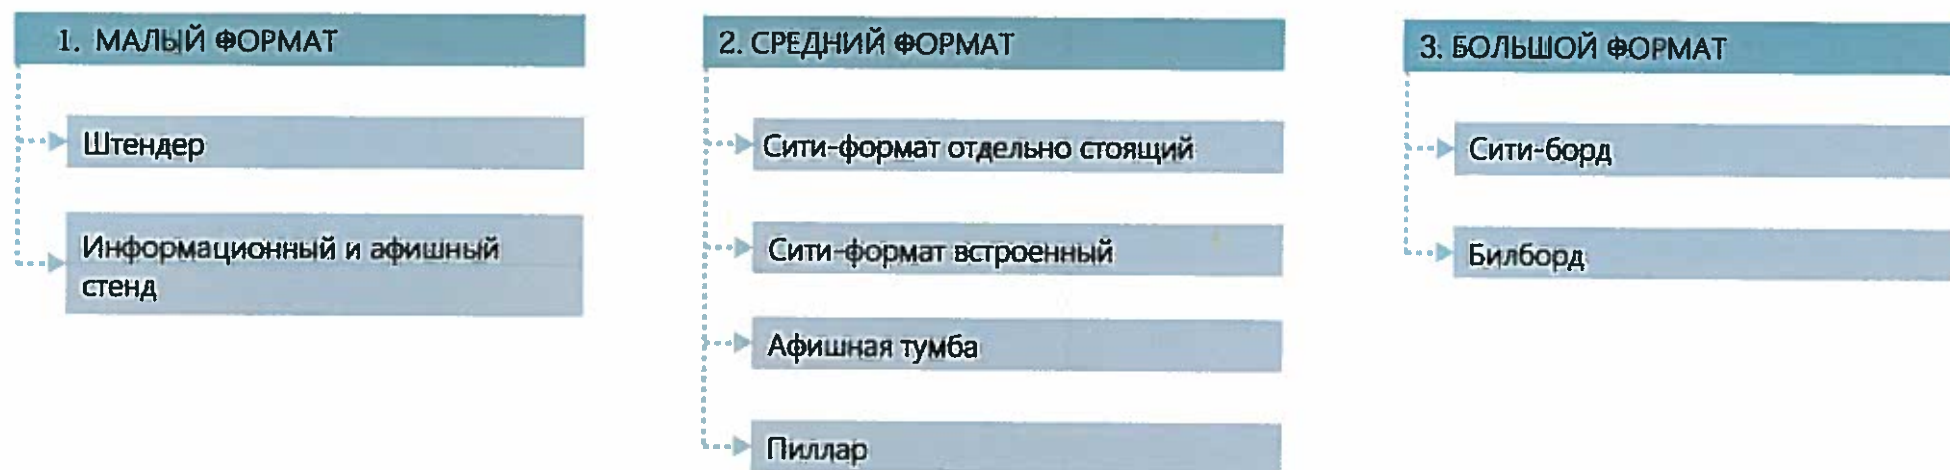 1. МАЛЫЙ ФОРМАТ
Штендер
Информационный и афишный
стенд
2. СРЕДНИЙ ФОРМАТ
Сити-формат отдельно стоящий
Сити-формат встроенный
Афишная тумба
Пиллар
3. БОЛЬШОЙ ФОРМАТ
Сити-борд
Билборд